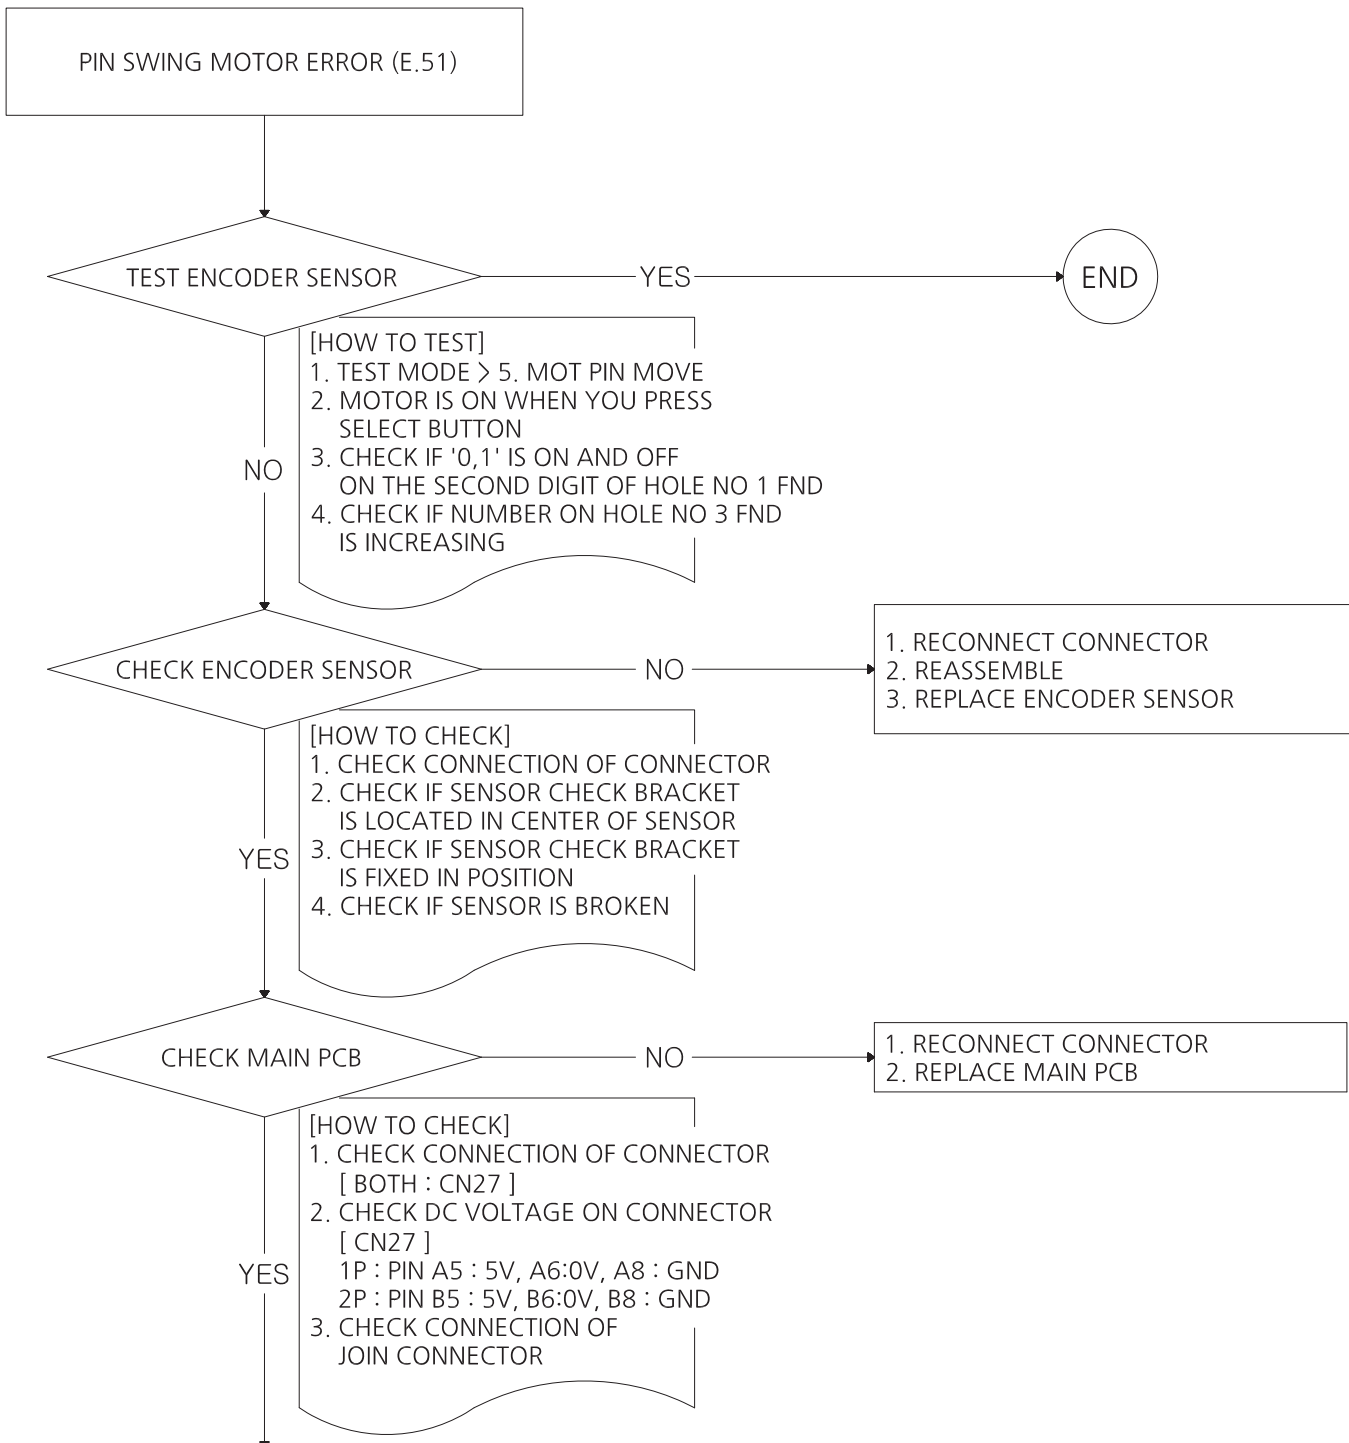 PIN SWING MOTOR ERROR (E.51)
TEST ENCODER SENSOR
YES
END
[HOW TO TEST]
1. TEST MODE > 5. MOT PIN MOVE
2. MOTOR IS ON WHEN YOU PRESS
SELECT BUTTON
3. CHECK IF '0,1' IS ON AND OFF
ON THE SECOND DIGIT OF HOLE NO 1 FND
4. CHECK IF NUMBER ON HOLE NO 3 FND
IS INCREASING
NO
CHECK ENCODER SENSOR
NO
1. RECONNECT CONNECTOR
2. REASSEMBLE
3. REPLACE ENCODER SENSOR
[HOW TO CHECK]
1. CHECK CONNECTION OF CONNECTOR
2. CHECK IF SENSOR CHECK BRACKET
IS LOCATED IN CENTER OF SENSOR
3. CHECK IF SENSOR CHECK BRACKET
IS FIXED IN POSITION
4. CHECK IF SENSOR IS BROKEN
YES
CHECK MAIN PCB
NO
1. RECONNECT CONNECTOR
2. REPLACE MAIN PCB
[HOW TO CHECK]
1. CHECK CONNECTION OF CONNECTOR
[ BOTH : CN27 ]
2. CHECK DC VOLTAGE ON CONNECTOR
[ CN27 ]
1P : PIN A5 : 5V, A6:0V, A8 : GND
2P : PIN B5 : 5V, B6:0V, B8 : GND
3. CHECK CONNECTION OF
JOIN CONNECTOR
YES